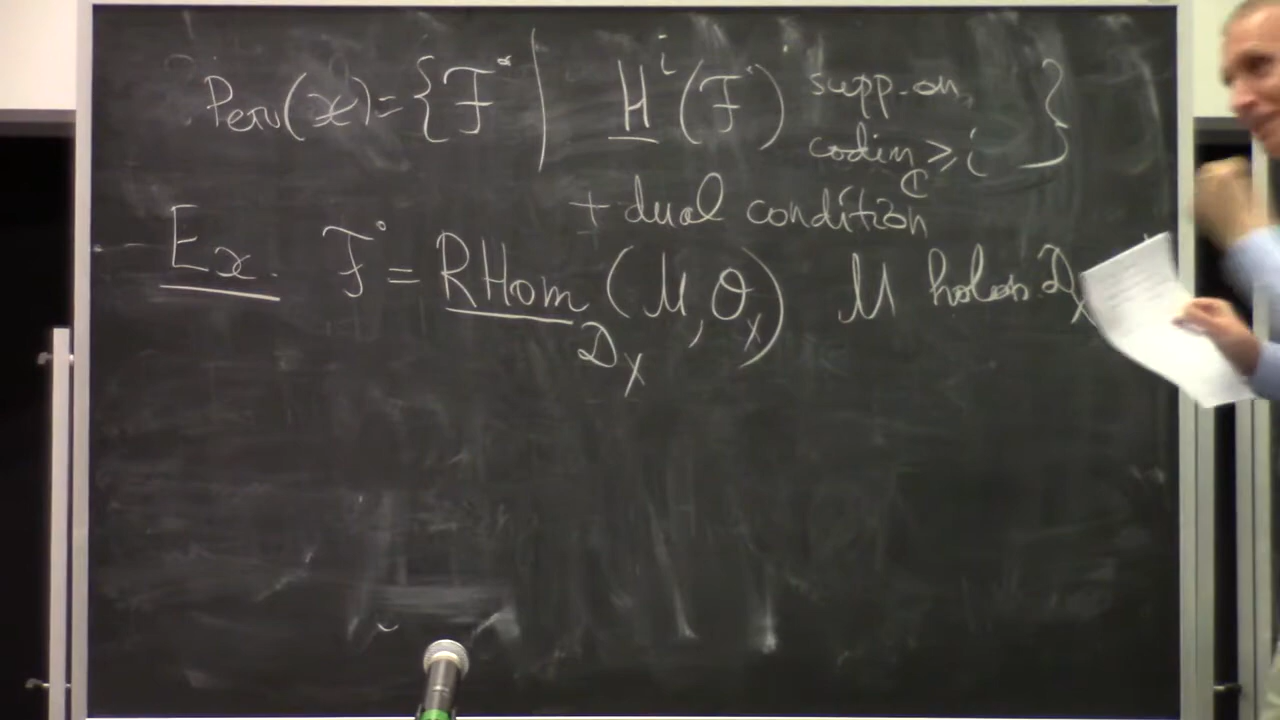 Perv(X) = { F• | H^i (F•) supp. on
codim_ℂ ⩾ i }
+ dual condition
Ex. F• = RHom_{D_X} (M, O_X) M holon. D_X